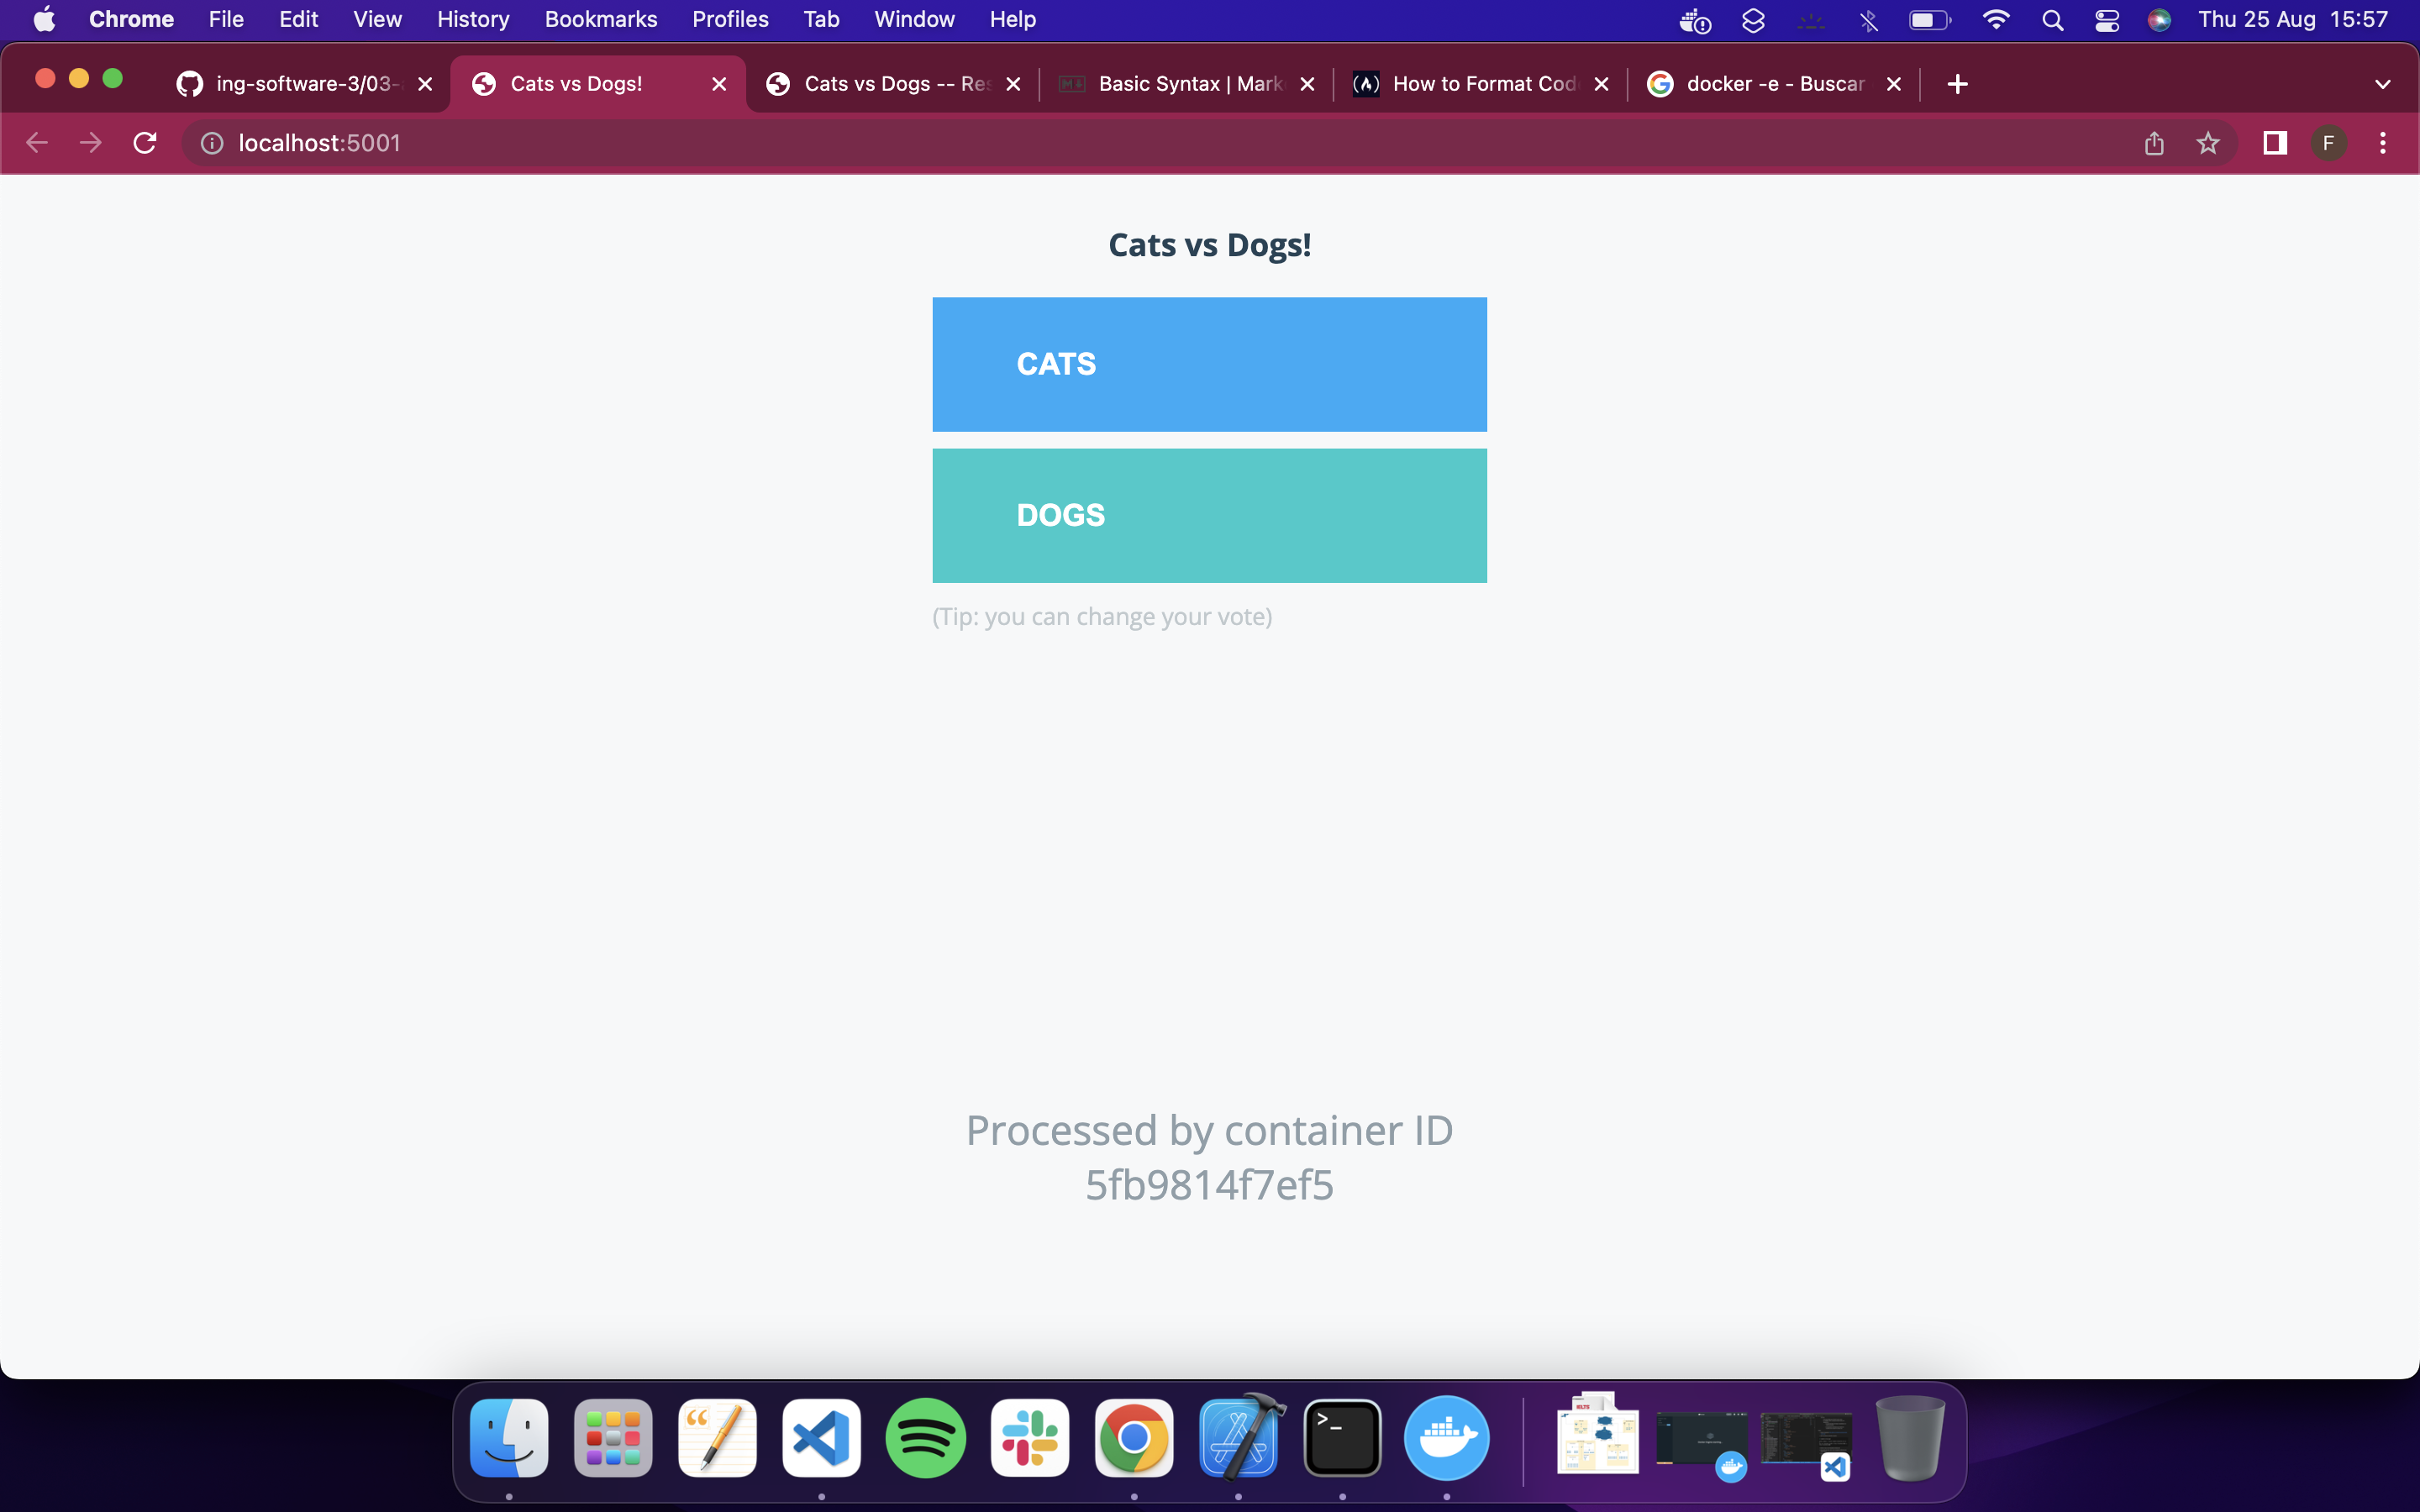 Chrome File Edit View History Bookmarks Profiles Tab Window Help Thu 25 Aug 15:57
ing-software-3/03- Cats vs Dogs! Cats vs Dogs -- Res Basic Syntax | Mark How to Format Cod docker -e - Buscar
localhost:5001 F
Cats vs Dogs!
CATS
DOGS
(Tip: you can change your vote)
Processed by container ID
5fb9814f7ef5